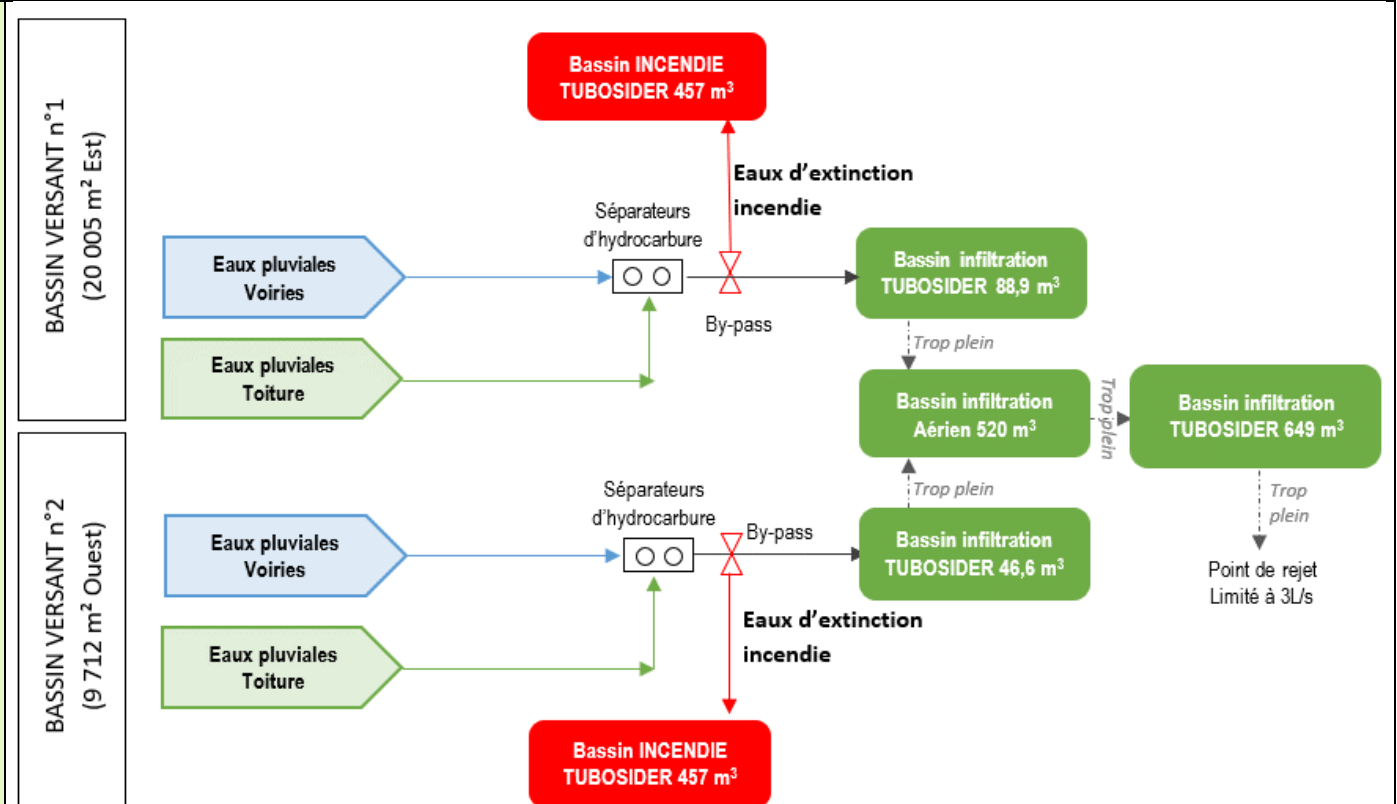 BASSIN VERSANT n°1
(20 005 m² Est)
Bassin INCENDIE
TUBOSIDER 457 m³
Eaux d’extinction
incendie
Séparateurs
d’hydrocarbure
Eaux pluviales
Voiries
By-pass
Bassin infiltration
TUBOSIDER 88,9 m³
Trop plein
Eaux pluviales
Toiture
Bassin infiltration
Aérien 520 m³
Trop plein
Bassin infiltration
TUBOSIDER 649 m³
BASSIN VERSANT n°2
(9 712 m² Ouest)
Trop plein
Séparateurs
d’hydrocarbure
By-pass
Eaux pluviales
Voiries
Bassin infiltration
TUBOSIDER 46,6 m³
Trop
plein
Point de rejet
Limité à 3L/s
Eaux d’extinction
incendie
Eaux pluviales
Toiture
Bassin INCENDIE
TUBOSIDER 457 m³